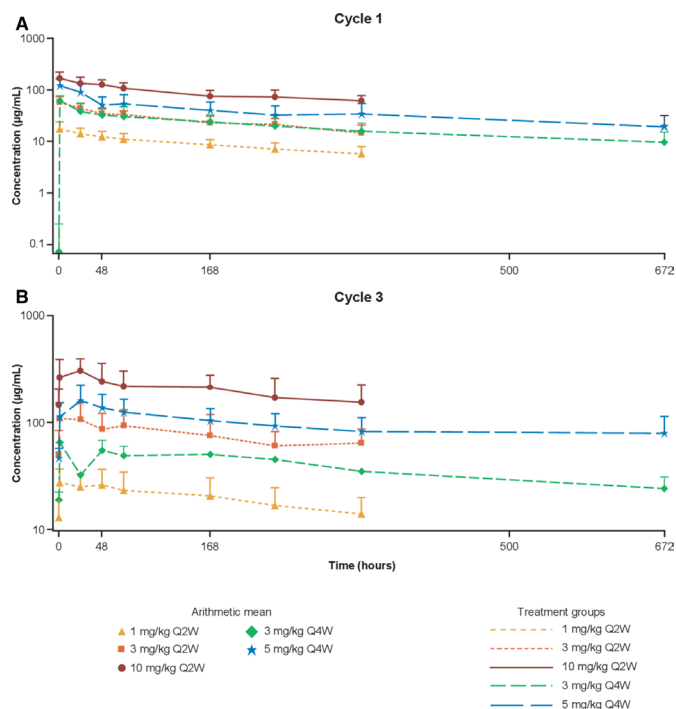 A
Cycle 1
Concentration (µg/mL)
1000
100
10
1
0.1
0
48
168
500
672
B
Cycle 3
Concentration (µg/mL)
1000
100
10
0
48
168
500
672
Time (hours)
Arithmetic mean
1 mg/kg Q2W
3 mg/kg Q4W
3 mg/kg Q2W
5 mg/kg Q4W
10 mg/kg Q2W
Treatment groups
1 mg/kg Q2W
3 mg/kg Q2W
10 mg/kg Q2W
3 mg/kg Q4W
5 mg/kg Q4W